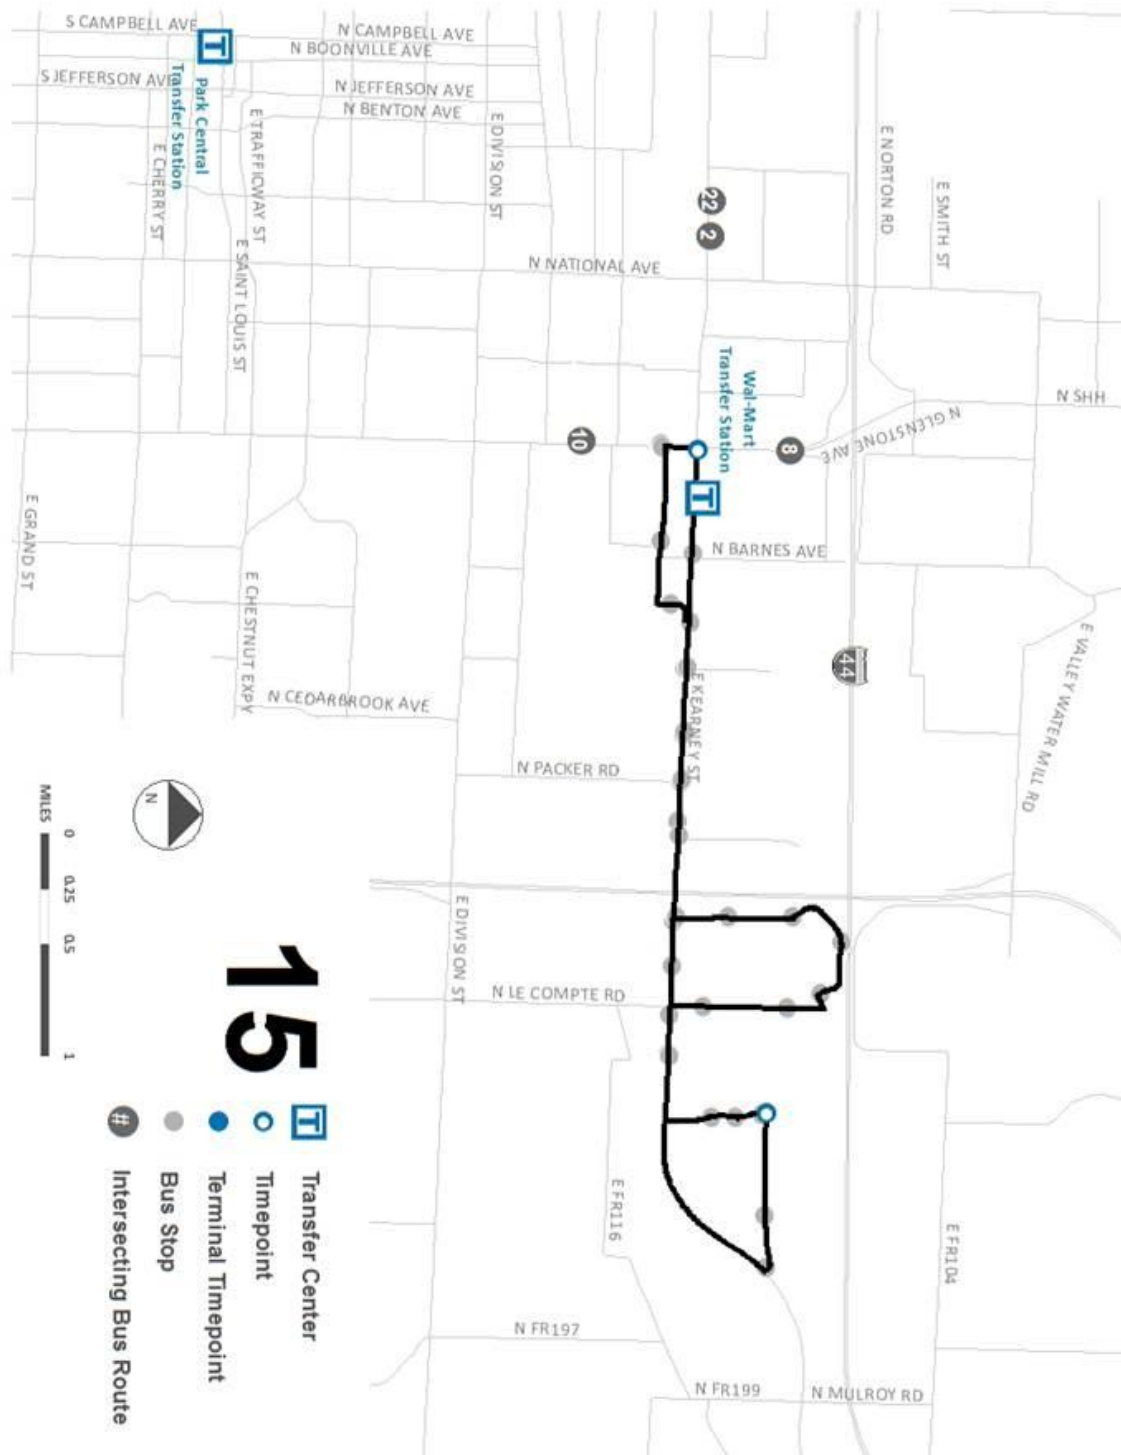 S CAMPBELL AVE
N CAMPBELL AVE
N BOONVILLE AVE
S JEFFERSON AVE
N JEFFERSON AVE
N BENTON AVE
T
Park Central
Transfer Station
E TRAFFICWAY ST
E CHERRY ST
E SAINT LOUIS ST
E DIVISION ST
E NORTON RD
E SMITH ST
22
2
N NATIONAL AVE
Wal-Mart
Transfer Station
T
N SHH
N GLENSTONE AVE
10
8
E GRAND ST
E CHESTNUT EXPY
N BARNES AVE
44
E VALLEY WATER MILL RD
E KEARNEY ST
N CEDARBROOK AVE
N PACKER RD
N
MILES
0
0.25
0.5
1
E DIVISION ST
N LE COMPTE RD
15
T Transfer Center
Timepoint
Terminal Timepoint
Bus Stop
# Intersecting Bus Route
E FR116
E FR104
N FR197
N FR199
N MULROY RD